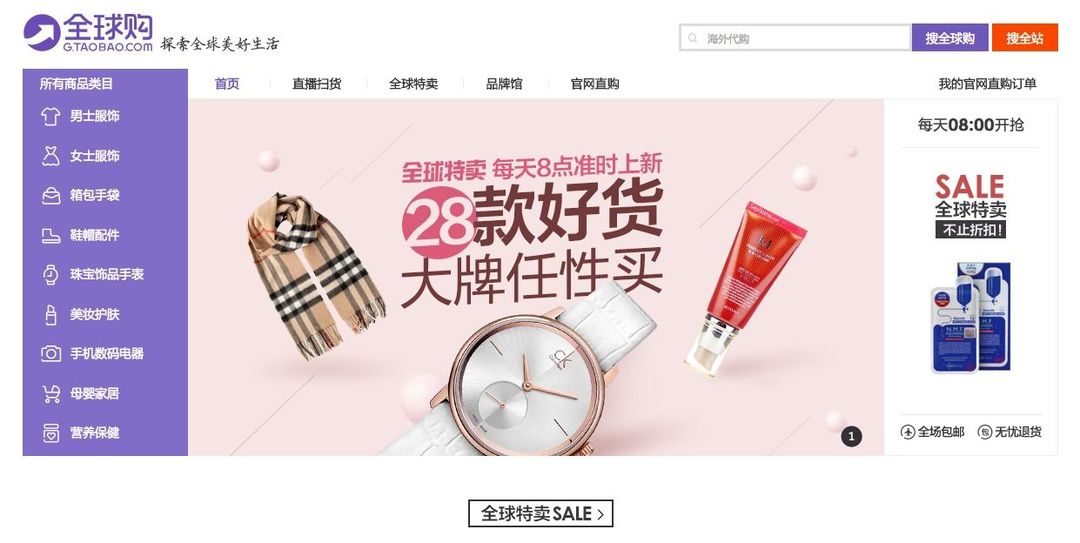 全球购
G.TAOBAO.COM
探索全球美好生活
海外代购
搜全球购
搜全站
所有商品类目
首页
直播扫货
全球特卖
品牌馆
官网直购
我的官网直购订单
男士服饰
女士服饰
箱包手袋
鞋帽配件
珠宝饰品手表
美妆护肤
手机数码电器
母婴家居
营养保健
全球特卖 每天8点准时上新
28款好货
大牌任性买
CK
M
1
每天08:00开抢
SALE
全球特卖
不止折扣!
N.M.F
全场包邮
包
无忧退货
全球特卖SALE >